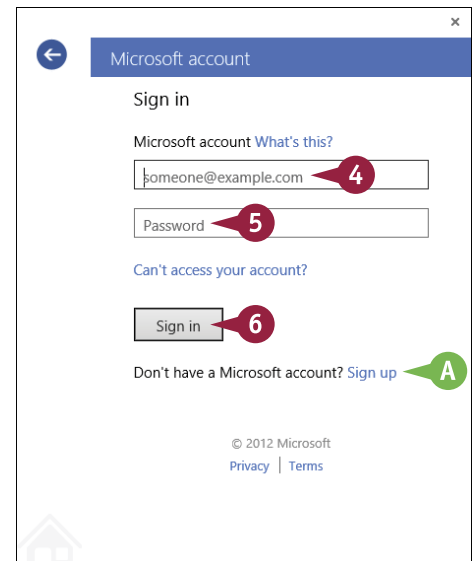 ×
Microsoft account
Sign in
Microsoft account What's this?
someone@example.com 4
Password 5
Can't access your account?
Sign in 6
Don't have a Microsoft account? Sign up A
© 2012 Microsoft
Privacy | Terms